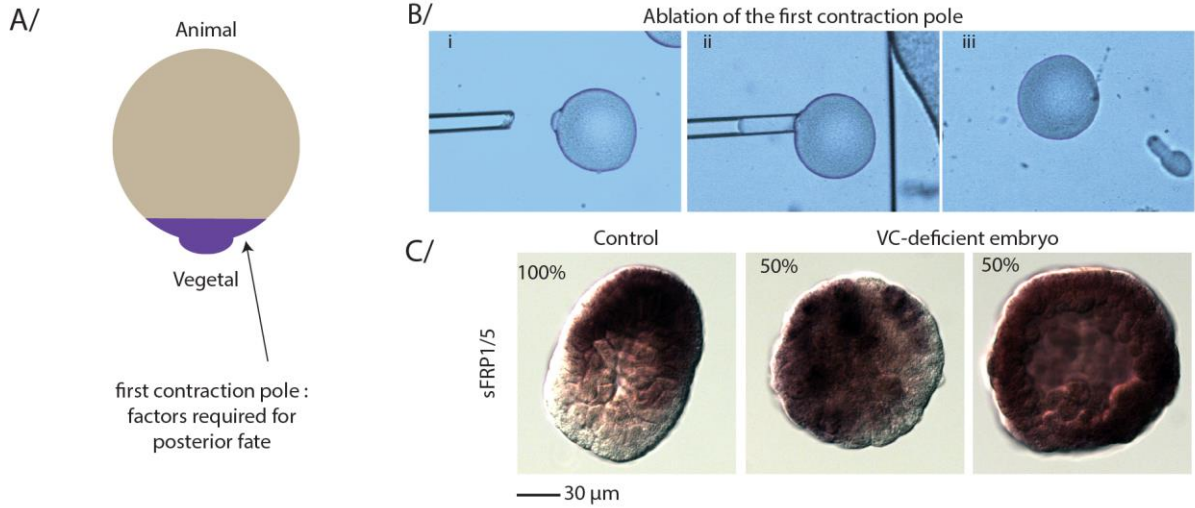 A/
Animal
Vegetal
first contraction pole :
factors required for
posterior fate
B/
Ablation of the first contraction pole
i
ii
iii
C/
Control
VC-deficient embryo
100%
50%
50%
sFRP1/5
30 µm